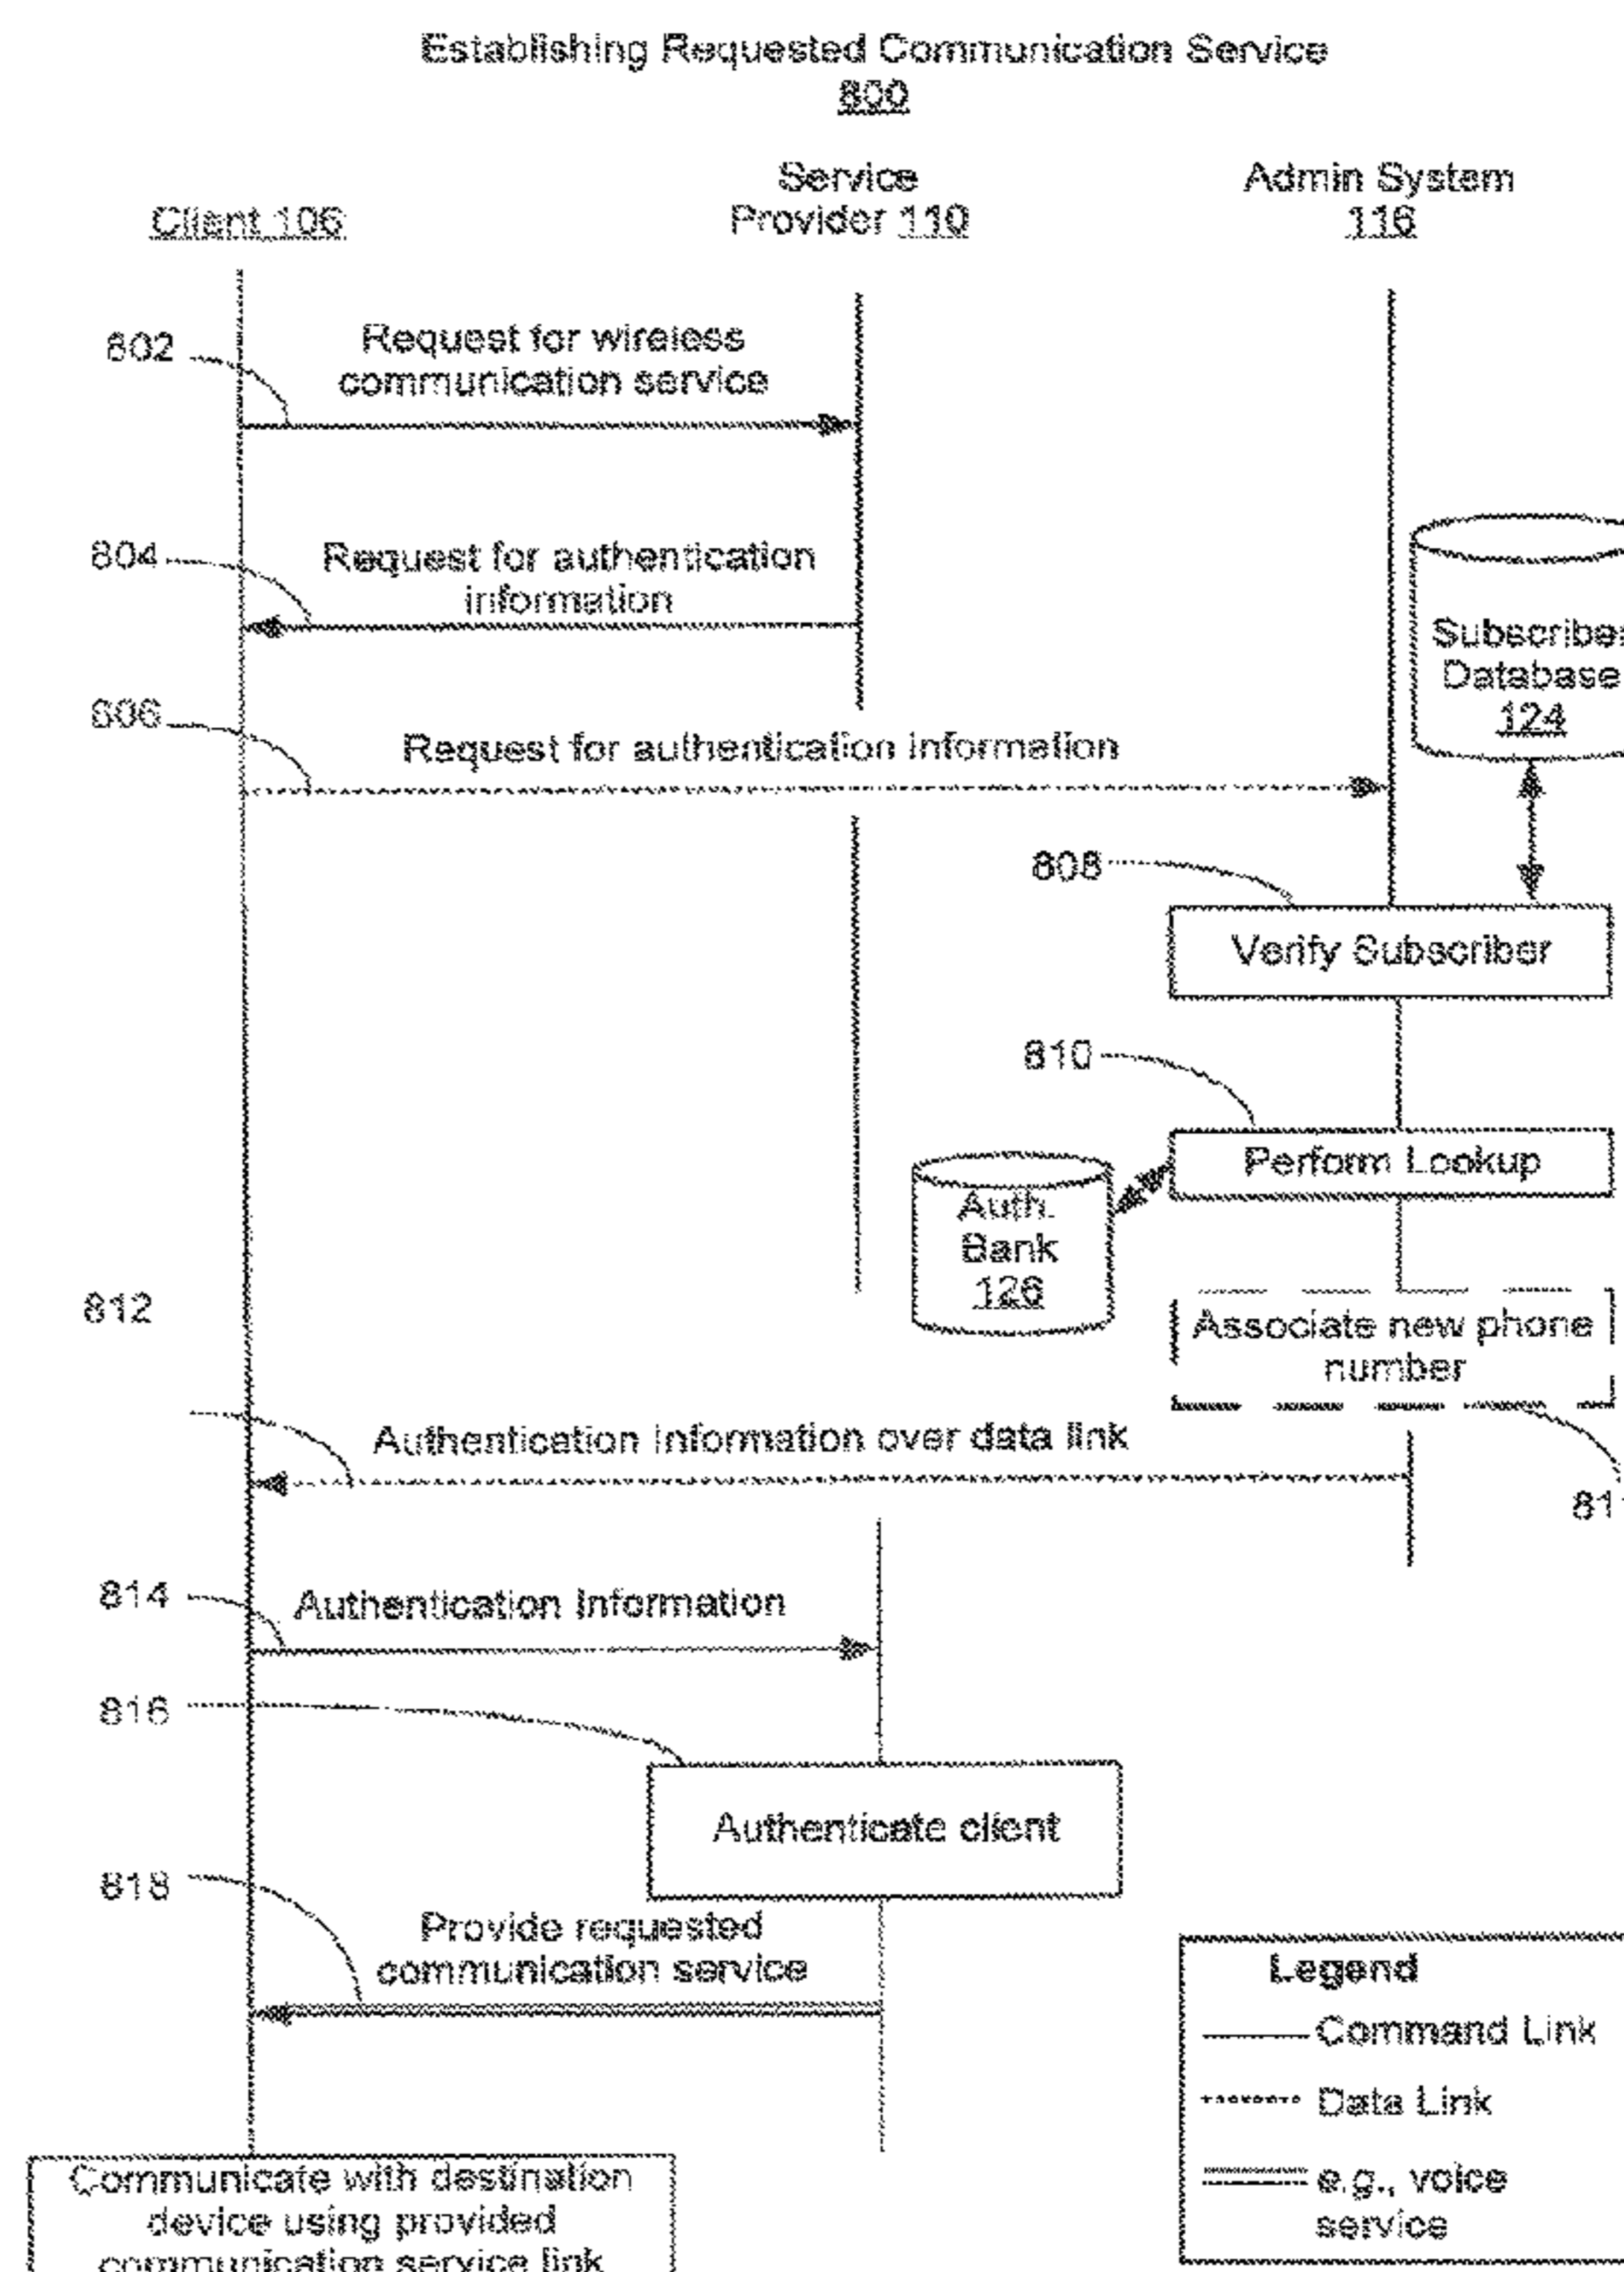 Establishing Requested Communication Service
800
Client 106
Service
Provider 110
Admin System
116
802
Request for wireless
communication service
804
Request for authentication
information
Subscriber
Database
124
806
Request for authentication information
808
Verify Subscriber
810
Perform Lookup
Auth.
Bank
126
812
Associate new phone
number
Authentication Information over data link
814
Authentication Information
816
Authenticate client
818
Provide requested
communication service
Legend
Command Link
Data Link
e.g., voice
service
Communicate with destination
device using provided
communication service link